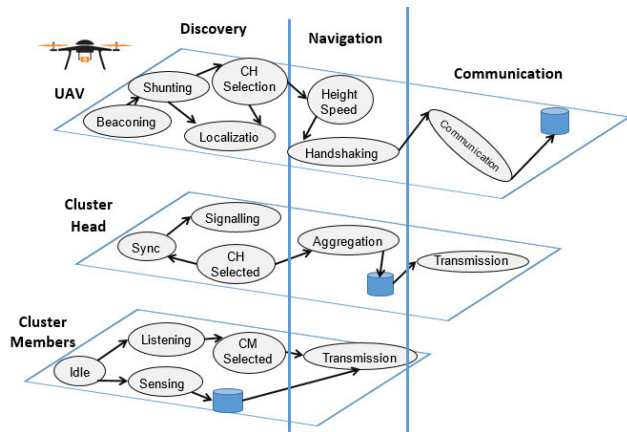 Discovery
Navigation
Communication
UAV
Beaconing
Shunting
CH
Selection
Localizatio
Height
Speed
Handshaking
Communication
Cluster
Head
Sync
Signalling
CH
Selected
Aggregation
Transmission
Cluster
Members
Idle
Listening
Sensing
CM
Selected
Transmission